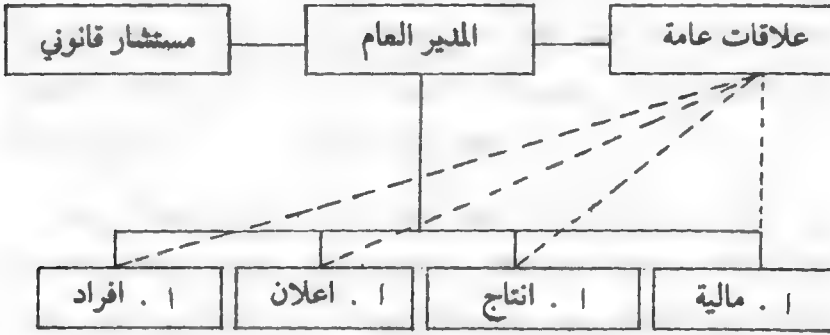 علاقات عامة
المدير العام
مستشار قانوني
ا . مالية
ا . انتاج
ا . اعلان
ا . افراد